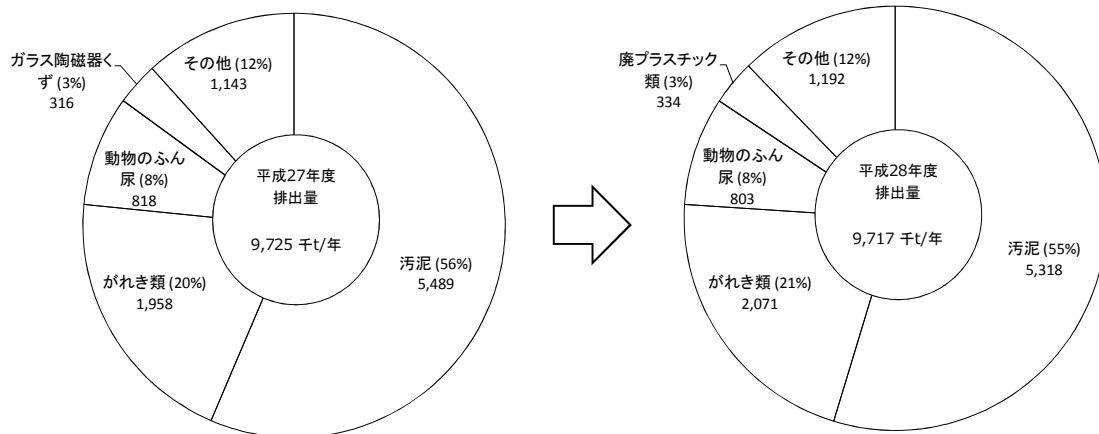 ガラス陶磁器く
ず (3%)
316
その他 (12%)
1,143
動物のふん
尿 (8%)
818
平成27年度
排出量
9,725 千t/年
がれき類 (20%)
1,958
汚泥 (56%)
5,489
廃プラスチック
類 (3%)
334
その他 (12%)
1,192
動物のふん
尿 (8%)
803
平成28年度
排出量
9,717 千t/年
がれき類 (21%)
2,071
汚泥 (55%)
5,318